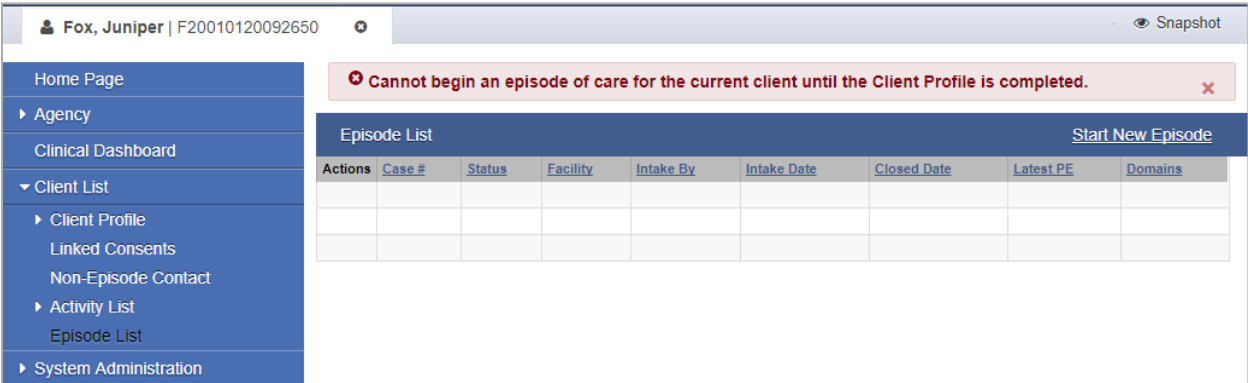 Fox, Juniper | F20010120092650
Snapshot
Home Page
Agency
Clinical Dashboard
Client List
Client Profile
Linked Consents
Non-Episode Contact
Activity List
Episode List
System Administration
Cannot begin an episode of care for the current client until the Client Profile is completed.
Episode List Start New Episode
Actions Case # Status Facility Intake By Intake Date Closed Date Latest PE Domains